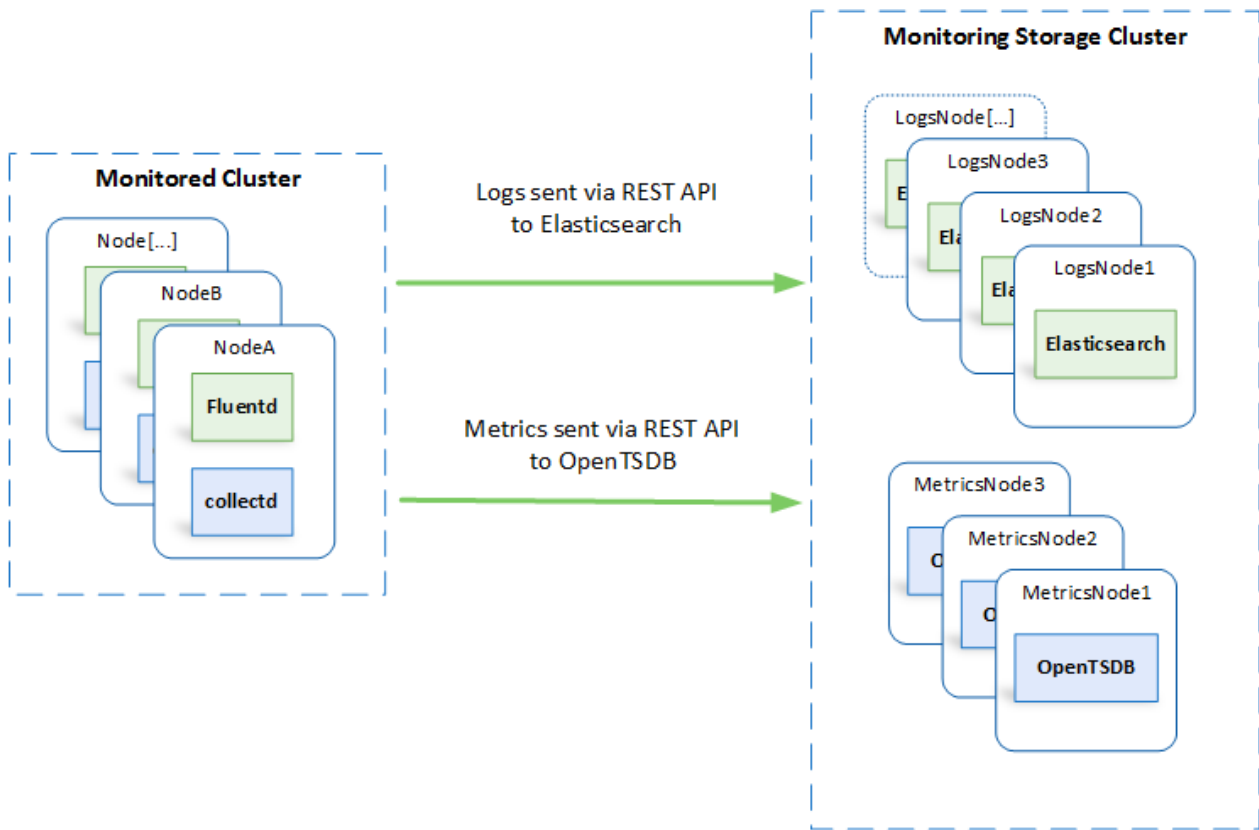 Monitoring Storage Cluster
LogsNode[...]
LogsNode3
LogsNode2
LogsNode1
Elasticsearch
Monitored Cluster
Node[...]
NodeB
NodeA
Fluentd
collectd
Logs sent via REST API
to Elasticsearch
Metrics sent via REST API
to OpenTSDB
MetricsNode3
MetricsNode2
MetricsNode1
OpenTSDB